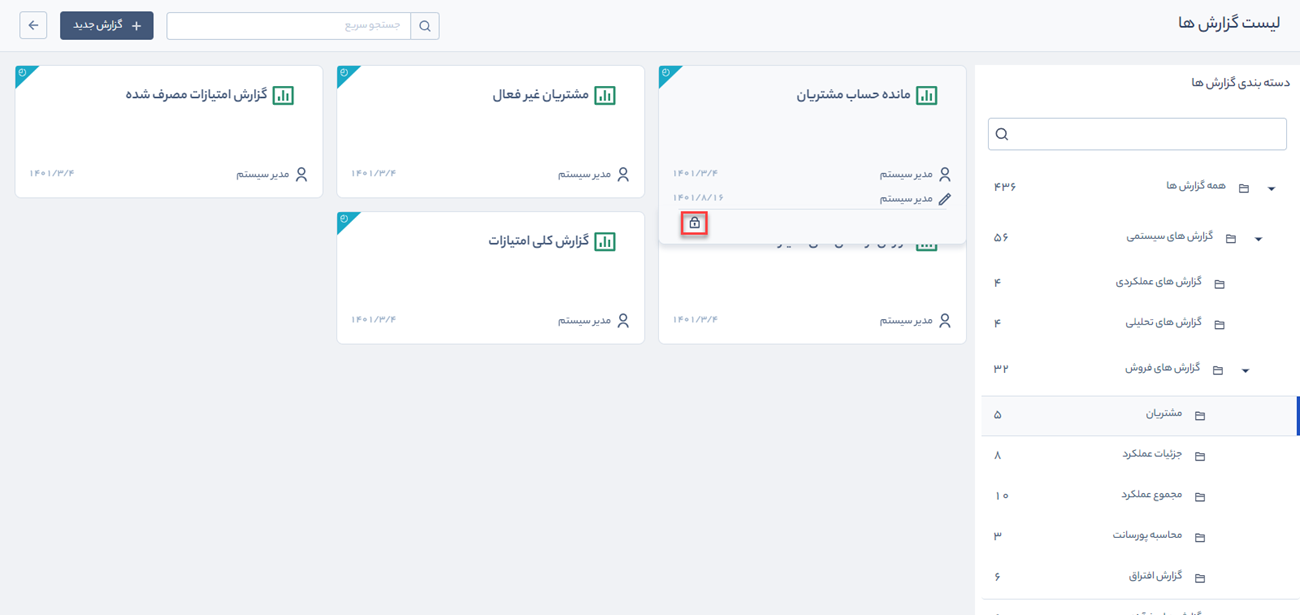 لیست گزارش ها
جستجو سریع
گزارش جدید
دسته بندی گزارش ها
همه گزارش ها ۴۳۶
گزارش های سیستمی ۵۶
گزارش های عملکردی ۴
گزارش های تحلیلی ۴
گزارش های فروش ۳۲
مشتریان ۵
جزئیات عملکرد ۸
مجموع عملکرد ۱۰
محاسبه پورسانت ۳
گزارش افتراق ۶
مانده حساب مشتریان
مدیر سیستم ۱۴۰۱/۳/۴
مدیر سیستم ۱۴۰۱/۸/۱۶
مشتریان غیر فعال
مدیر سیستم ۱۴۰۱/۳/۴
گزارش امتیازات مصرف شده
مدیر سیستم ۱۴۰۱/۳/۴
مدیر سیستم ۱۴۰۱/۳/۴
گزارش کلی امتیازات
مدیر سیستم ۱۴۰۱/۳/۴